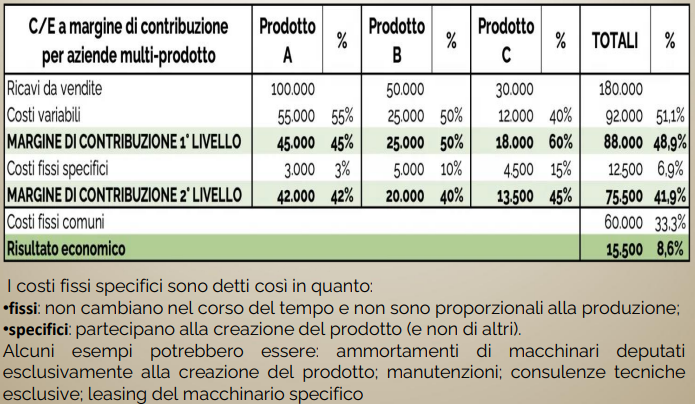 C/E a margine di contribuzione per aziende multi-prodotto | Prodotto A | % | Prodotto B | % | Prodotto C | % | TOTALI | %
Ricavi da vendite 100.000 50.000 30.000 180.000
Costi variabili 55.000 55% 25.000 50% 12.000 40% 92.000 51,1%
MARGINE DI CONTRIBUZIONE 1° LIVELLO 45.000 45% 25.000 50% 18.000 60% 88.000 48,9%
Costi fissi specifici 3.000 3% 5.000 10% 4.500 15% 12.500 6,9%
MARGINE DI CONTRIBUZIONE 2° LIVELLO 42.000 42% 20.000 40% 13.500 45% 75.500 41,9%
Costi fissi comuni 60.000 33,3%
Risultato economico 15.500 8,6%
I costi fissi specifici sono detti così in quanto:
•fissi: non cambiano nel corso del tempo e non sono proporzionali alla produzione;
•specifici: partecipano alla creazione del prodotto (e non di altri).
Alcuni esempi potrebbero essere: ammortamenti di macchinari deputati
esclusivamente alla creazione del prodotto; manutenzioni; consulenze tecniche
esclusive; leasing del macchinario specifico